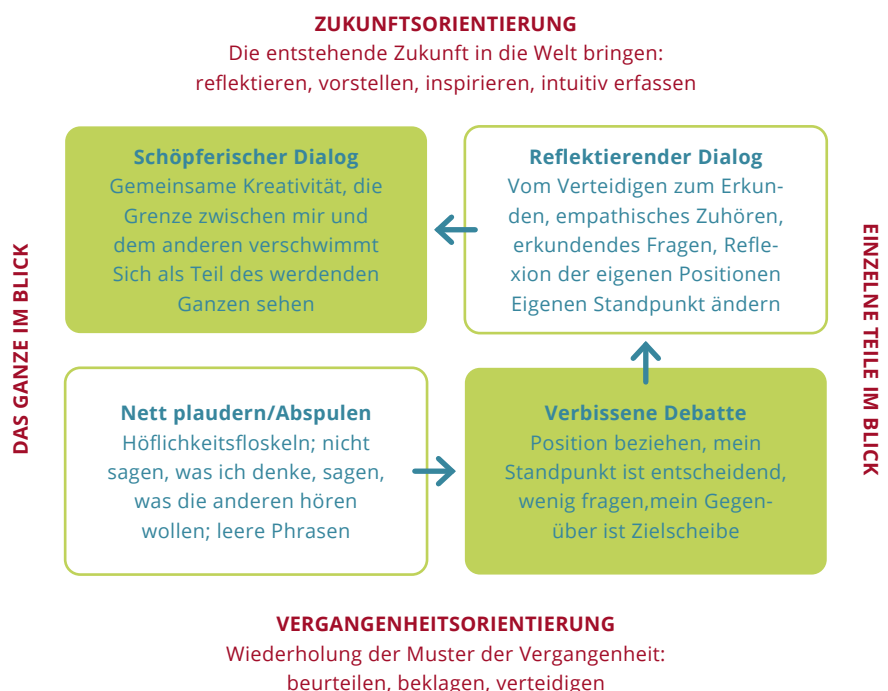 ZUKUNFTSORIENTIERUNG
Die entstehende Zukunft in die Welt bringen:
reflektieren, vorstellen, inspirieren, intuitiv erfassen
DAS GANZE IM BLICK
Schöpferischer Dialog
Gemeinsame Kreativität, die
Grenze zwischen mir und
dem anderen verschwimmt
Sich als Teil des werdenden
Ganzen sehen
Reflektierender Dialog
Vom Verteidigen zum Erkun-
den, empathisches Zuhören,
erkundendes Fragen, Refle-
xion der eigenen Positionen
Eigenen Standpunkt ändern
EINZELNE TEILE IM BLICK
Nett plaudern/Abspulen
Höflichkeitsfloskeln; nicht
sagen, was ich denke, sagen,
was die anderen hören
wollen; leere Phrasen
Verbissene Debatte
Position beziehen, mein
Standpunkt ist entscheidend,
wenig fragen,mein Gegen-
über ist Zielscheibe
VERGANGENHEITSORIENTIERUNG
Wiederholung der Muster der Vergangenheit:
beurteilen, beklagen, verteidigen